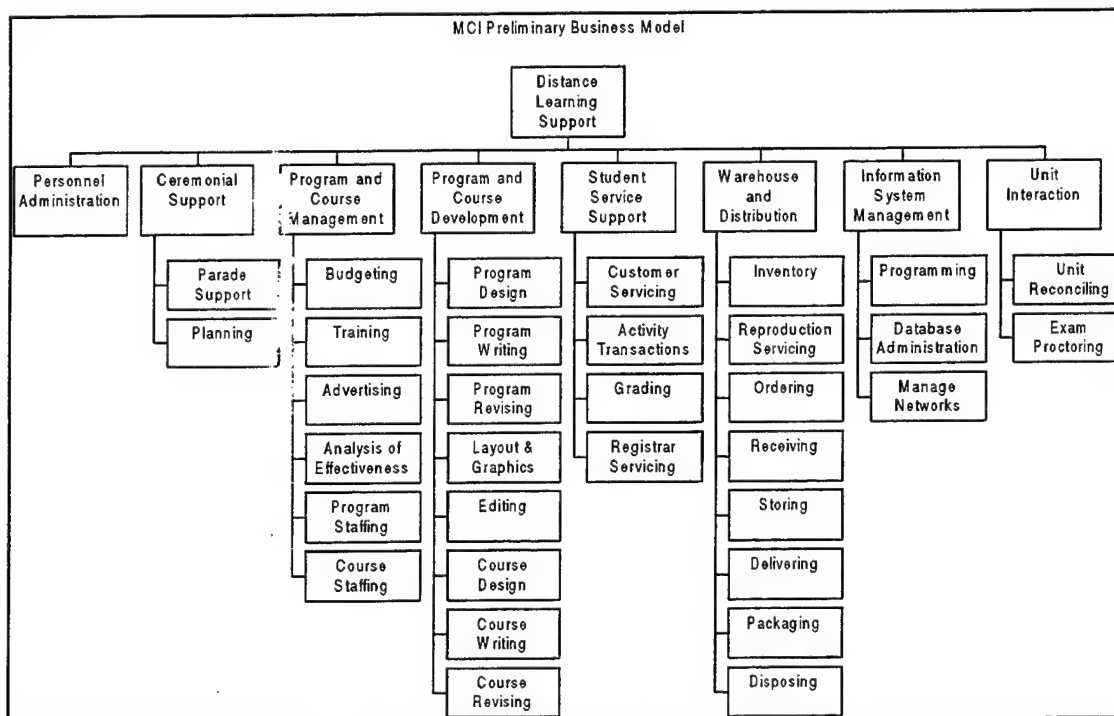 MCI Preliminary Business Model
Distance
Learning
Support
Personnel
Administration
Ceremonial
Support
Program and
Course
Management
Program and
Course
Development
Student
Service
Support
Warehouse
and
Distribution
Information
System
Management
Unit
Interaction
Parade
Support
Planning
Budgeting
Training
Advertising
Analysis of
Effectiveness
Program
Staffing
Course
Staffing
Program
Design
Program
Writing
Program
Revising
Layout &
Graphics
Editing
Course
Design
Course
Writing
Course
Revising
Customer
Servicing
Activity
Transactions
Grading
Registrar
Servicing
Inventory
Reproduction
Servicing
Ordering
Receiving
Storing
Delivering
Packaging
Disposing
Programming
Database
Administration
Manage
Networks
Unit
Reconciling
Exam
Proctoring